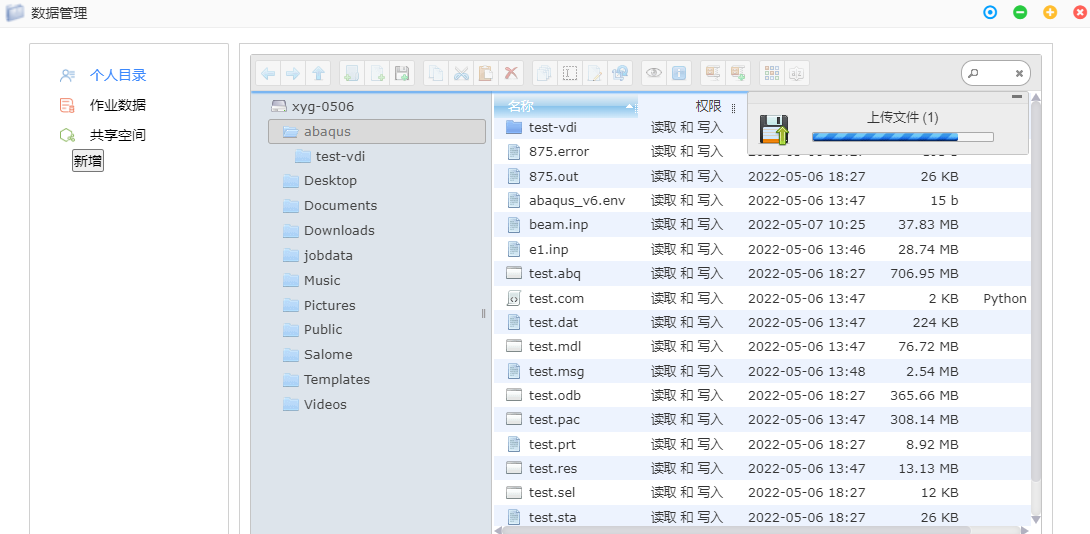 数据管理
个人目录
作业数据
共享空间
新增
xyg-0506
abaqus
test-vdi
Desktop
Documents
Downloads
jobdata
Music
Pictures
Public
Salome
Templates
Videos
名称 权限
上传文件 (1)
test-vdi 读取 和 写入
875.error 读取 和 写入
875.out 读取 和 写入 2022-05-06 18:27 26 KB
abaqus_v6.env 读取 和 写入 2022-05-06 13:47 15 b
beam.inp 读取 和 写入 2022-05-07 10:25 37.83 MB
e1.inp 读取 和 写入 2022-05-06 13:46 28.74 MB
test.abq 读取 和 写入 2022-05-06 18:27 706.95 MB
test.com 读取 和 写入 2022-05-06 13:47 2 KB Python
test.dat 读取 和 写入 2022-05-06 13:47 224 KB
test.mdl 读取 和 写入 2022-05-06 13:47 76.72 MB
test.msg 读取 和 写入 2022-05-06 13:48 2.54 MB
test.odb 读取 和 写入 2022-05-06 13:47 365.66 MB
test.pac 读取 和 写入 2022-05-06 13:47 308.14 MB
test.prt 读取 和 写入 2022-05-06 18:27 8.92 MB
test.res 读取 和 写入 2022-05-06 13:47 13.13 MB
test.sel 读取 和 写入 2022-05-06 18:27 12 KB
test.sta 读取 和 写入 2022-05-06 18:27 26 KB